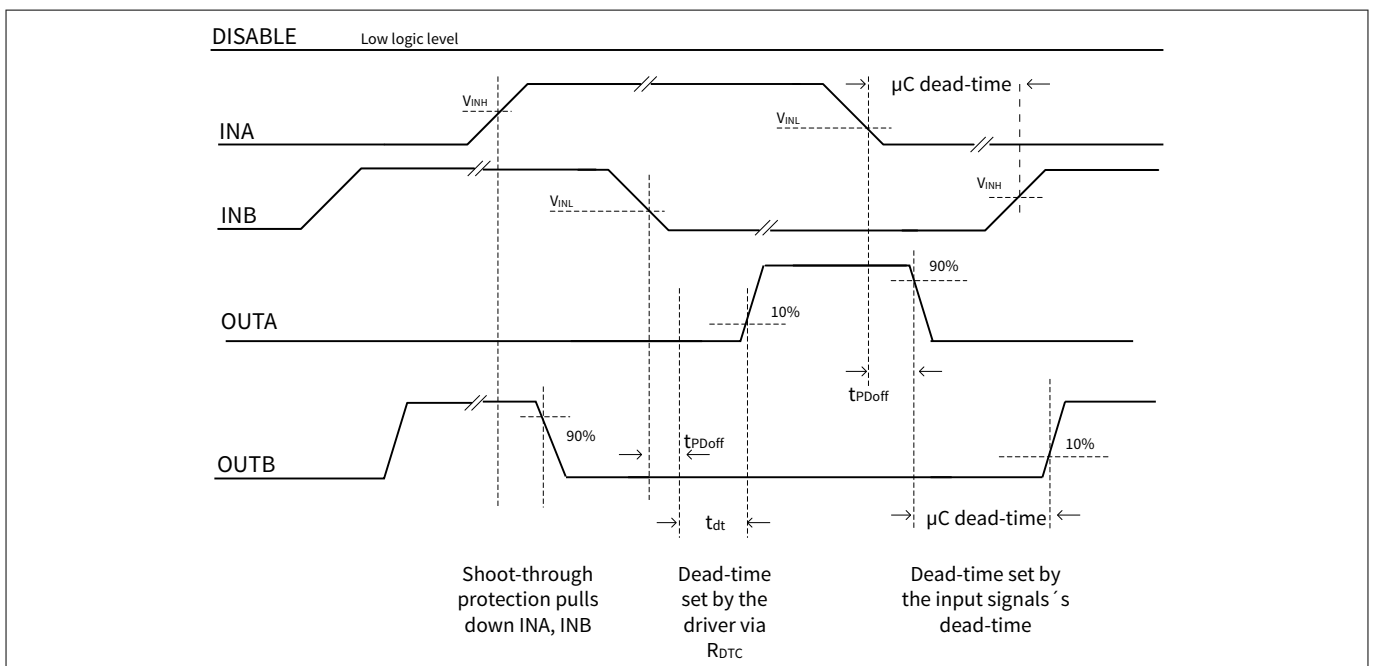 DISABLE Low logic level
µC dead-time
VINH
VINL
INA
VINH
VINL
INB
90%
10%
OUTA
tPDoff
90%
tPDoff
10%
OUTB
tdt
µC dead-time
Shoot-through
protection pulls
down INA, INB
Dead-time
set by the
driver via
RDTC
Dead-time set by
the input signals´s
dead-time